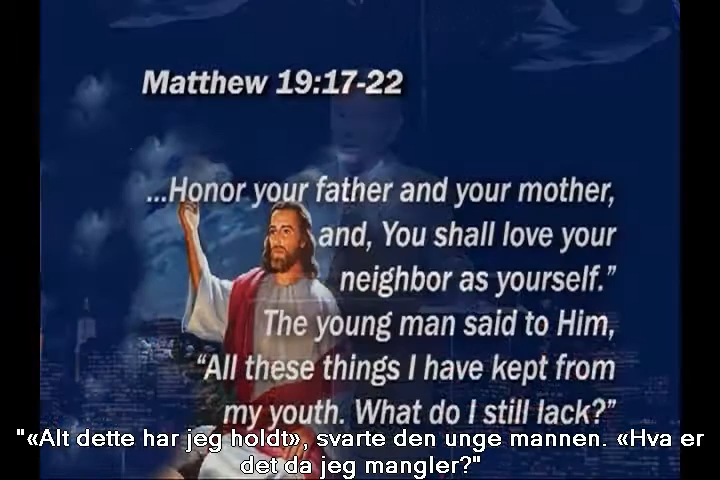 Matthew 19:17-22
...Honor your father and your mother,
and, You shall love your
neighbor as yourself.”
The young man said to Him,
“All these things I have kept from
my youth. What do I still lack?”
"«Alt dette har jeg holdt», svarte den unge mannen. «Hva er
det da jeg mangler?"